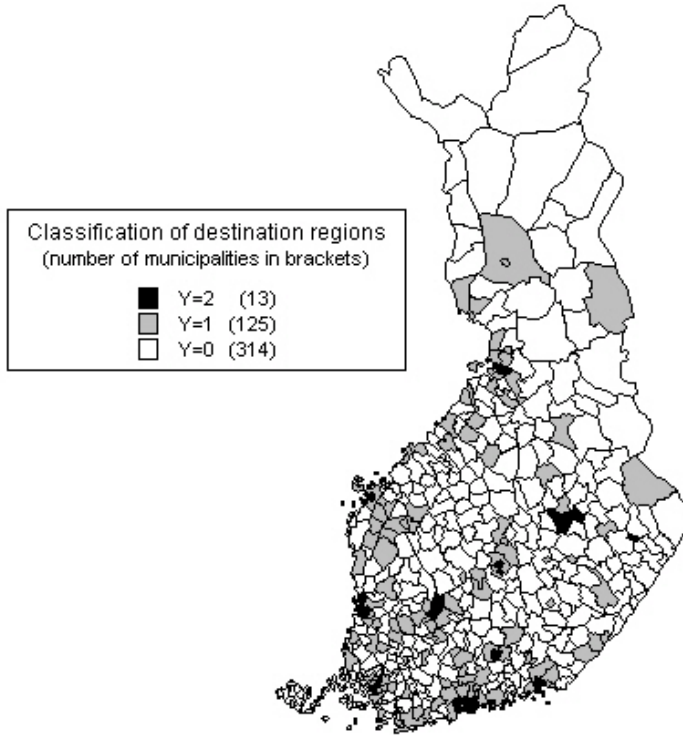 Classification of destination regions
(number of municipalities in brackets)
Y=2 (13)
Y=1 (125)
Y=0 (314)